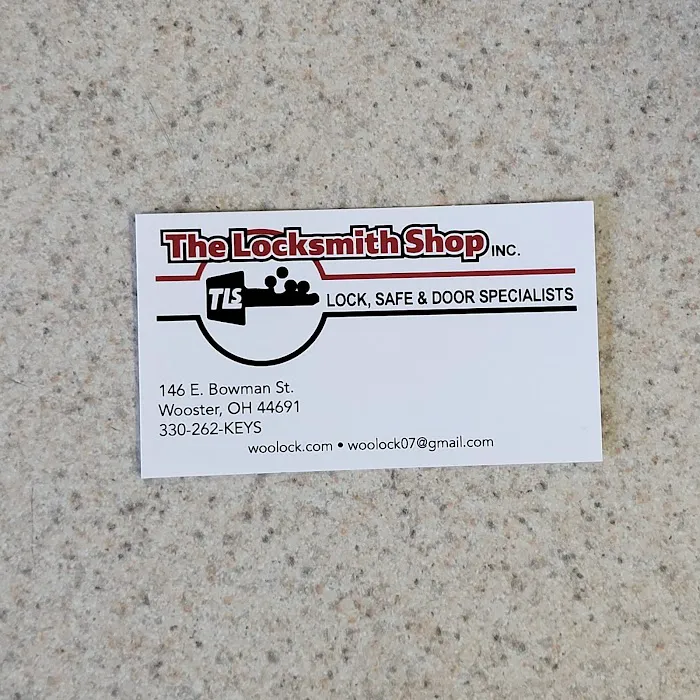 The Locksmith Shop INC.
TLS
LOCK, SAFE & DOOR SPECIALISTS
146 E. Bowman St.
Wooster, OH 44691
330-262-KEYS
woolock.com • woolock07@gmail.com